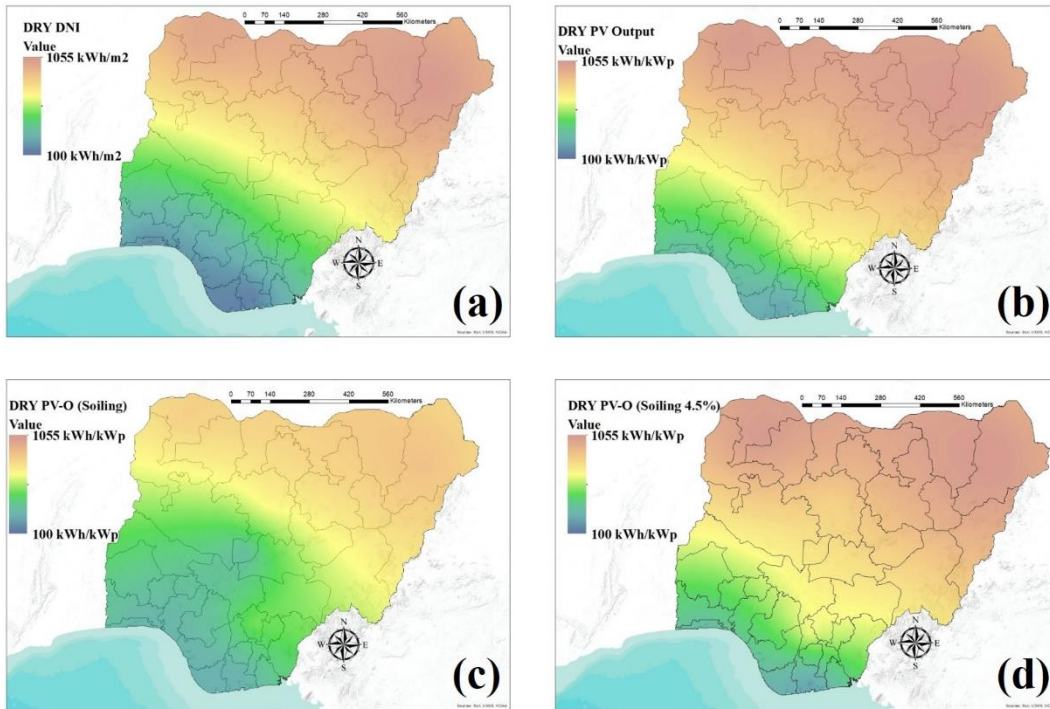 DRY DNI
Value
1055 kWh/m2
100 kWh/m2
0 70 140 280 420 560
Kilometers
N
W E
S
(a)
DRY PV Output
Value
1055 kWh/kWp
100 kWh/kWp
0 70 140 280 420 560
Kilometers
N
W E
S
(b)
DRY PV-O (Soiling)
Value
1055 kWh/kWp
100 kWh/kWp
0 70 140 280 420 560
Kilometers
N
W E
S
(c)
DRY PV-O (Soiling 4.5%)
Value
1055 kWh/kWp
100 kWh/kWp
0 70 140 280 420 560
Kilometers
N
W E
S
(d)